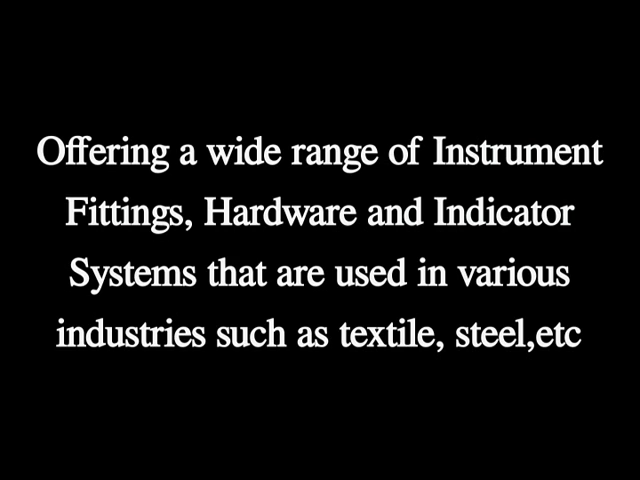 Offering a wide range of Instrument
Fittings, Hardware and Indicator
Systems that are used in various
industries such as textile, steel,etc